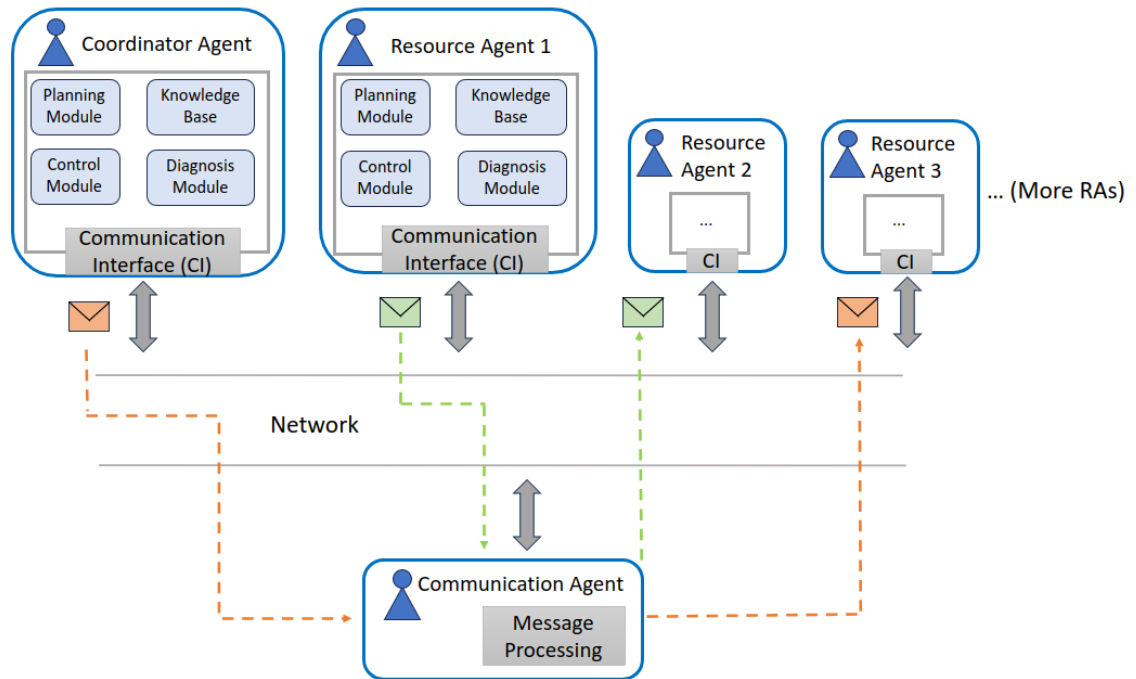 Coordinator Agent
Planning
Module
Knowledge
Base
Control
Module
Diagnosis
Module
Communication
Interface (CI)
Resource Agent 1
Planning
Module
Knowledge
Base
Control
Module
Diagnosis
Module
Communication
Interface (CI)
Resource
Agent 2
...
CI
Resource
Agent 3
...
CI
... (More RAs)
Network
Communication Agent
Message
Processing